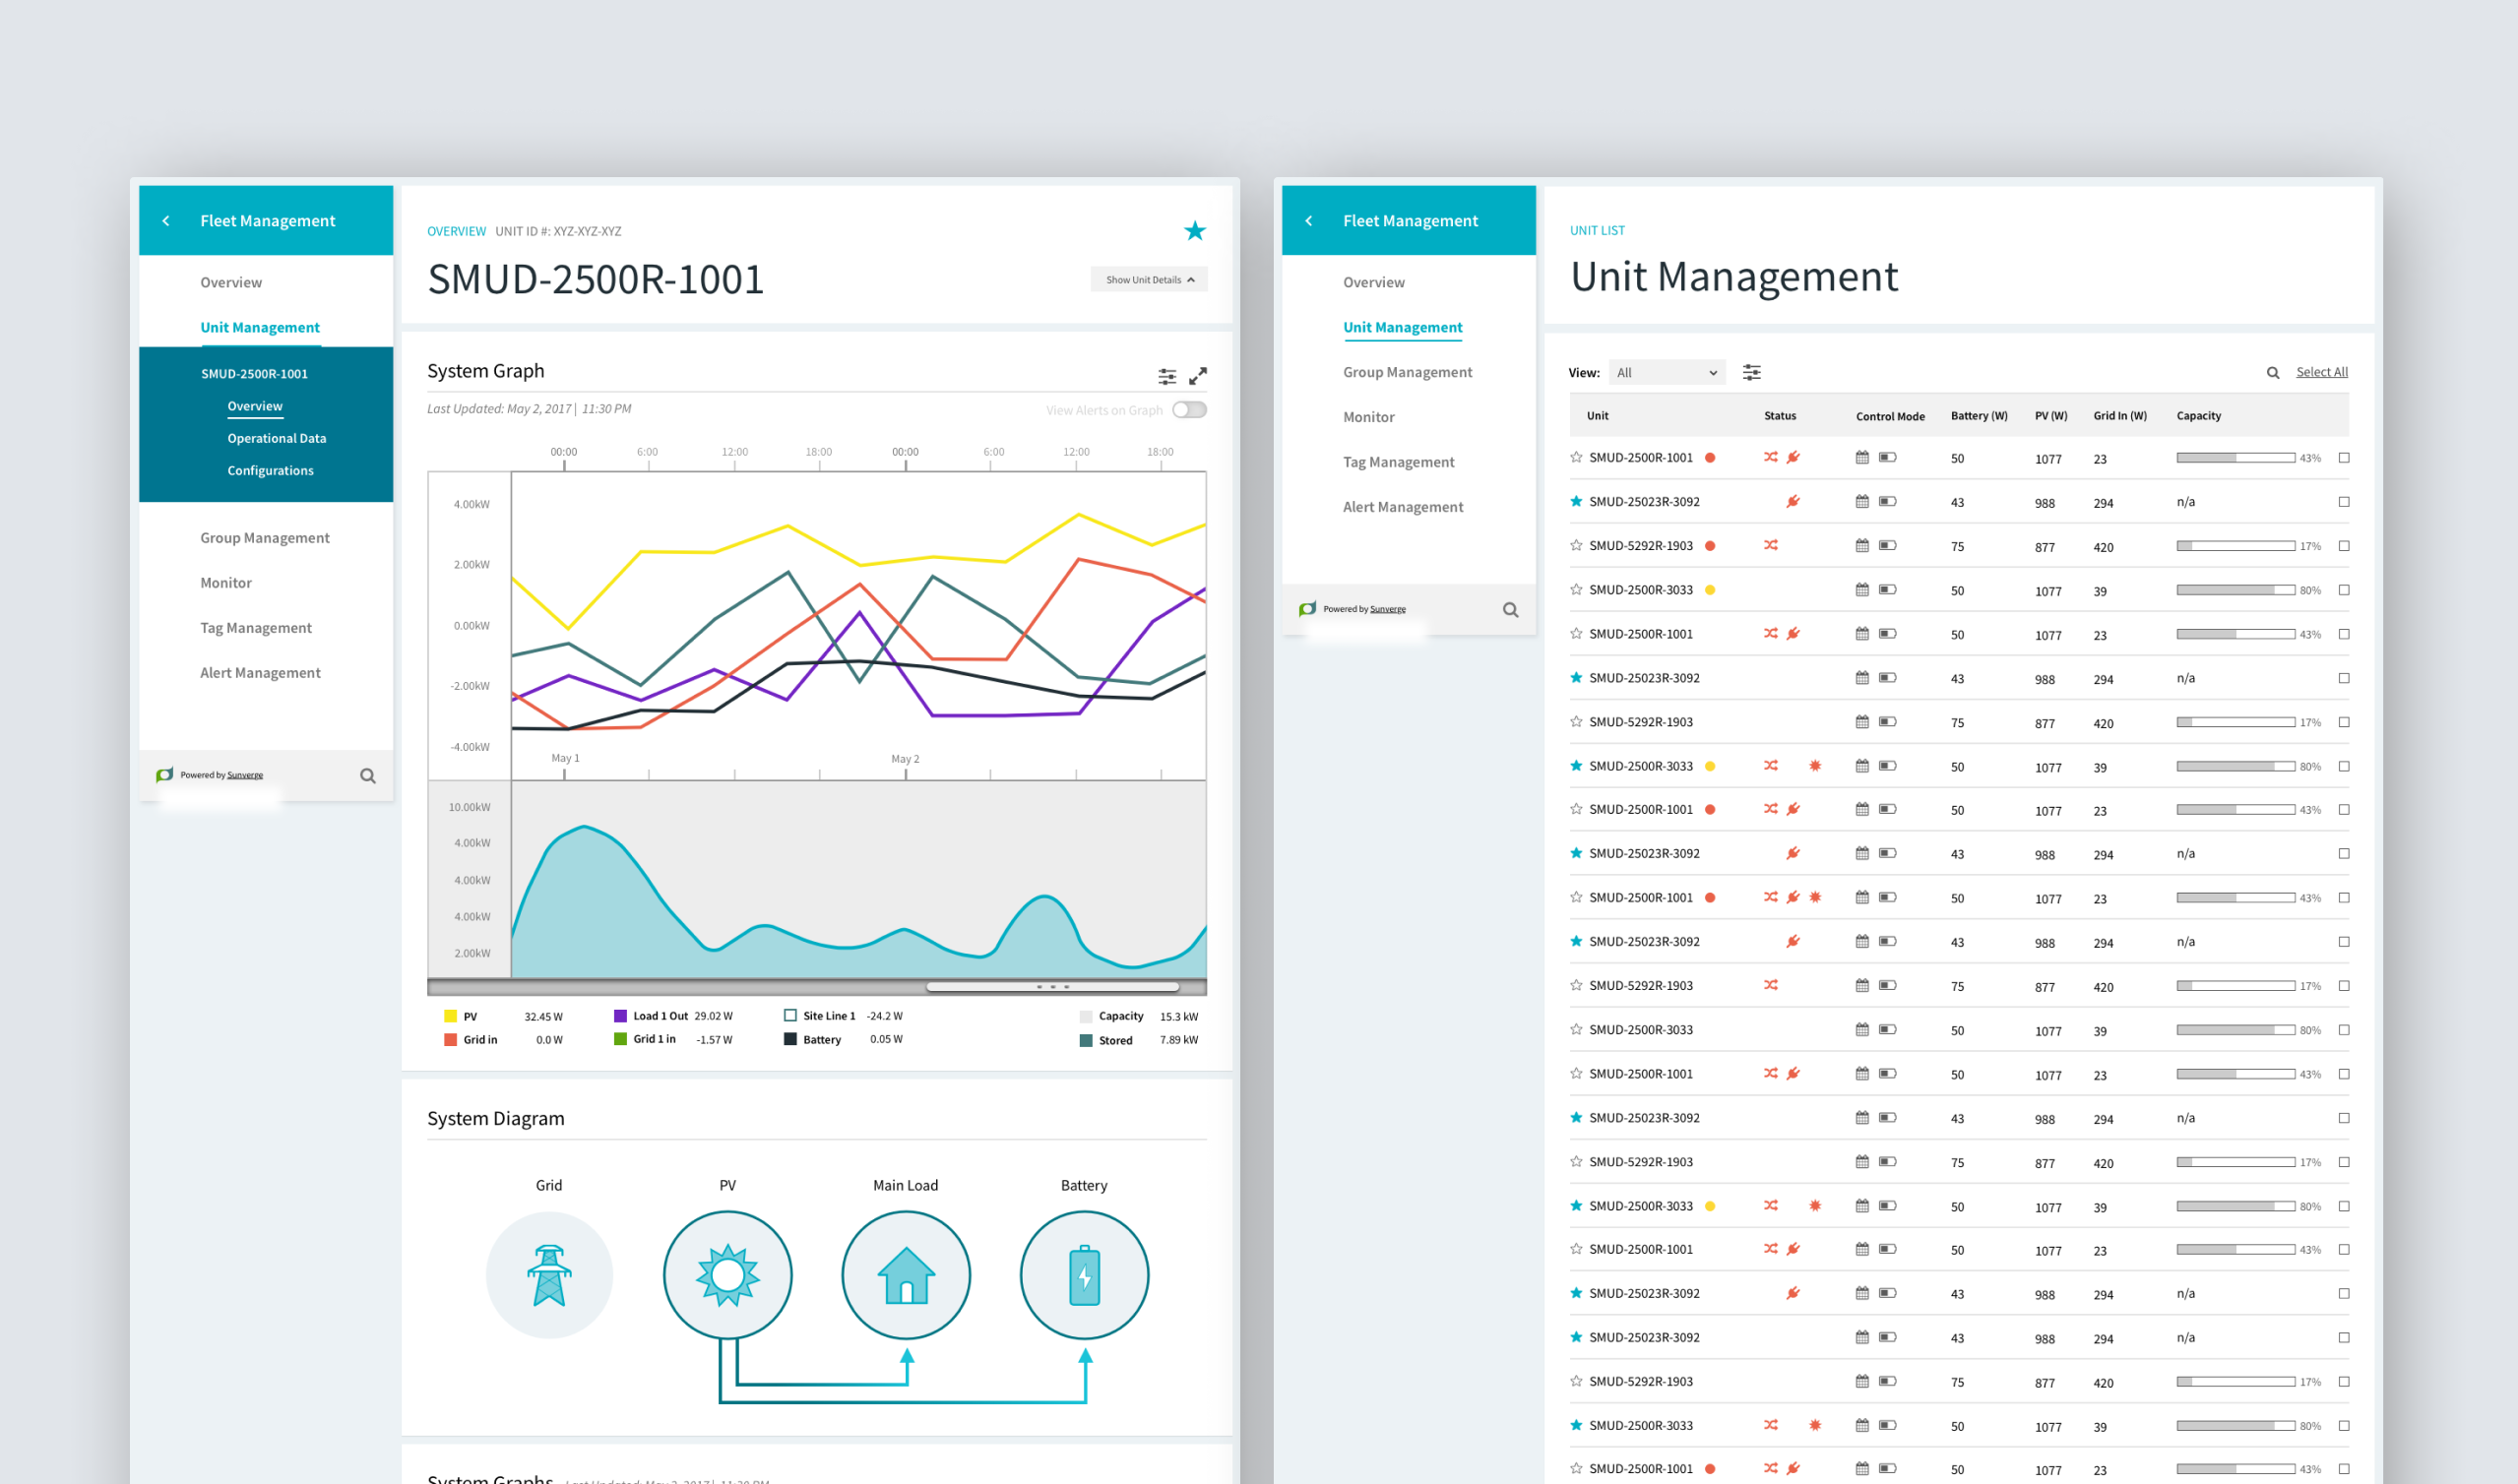 Fleet Management
Overview
Unit Management
SMUD-2500R-1001
Overview
Operational Data
Configurations
Group Management
Monitor
Tag Management
Alert Management
Powered by Sunverge
OVERVIEW UNIT ID #: XYZ-XYZ-XYZ
SMUD-2500R-1001
Show Unit Details
System Graph
Last Updated: May 2, 2017 | 11:30 PM
View Alerts on Graph
00:00 6:00 12:00 18:00 00:00 6:00 12:00 18:00
4.00kW
2.00kW
0.00kW
-2.00kW
-4.00kW
May 1 May 2
10.00kW
4.00kW
4.00kW
4.00kW
2.00kW
PV 32.45 W Load 1 Out 29.02 W Site Line 1 -24.2 W Capacity 15.3 kW
Grid in 0.0 W Grid 1 in -1.57 W Battery 0.05 W Stored 7.89 kW
System Diagram
Grid PV Main Load Battery
System Graphs Last Updated: May 2, 2017 | 11:30 PM
Fleet Management
Overview
Unit Management
Group Management
Monitor
Tag Management
Alert Management
Powered by Sunverge
UNIT LIST
Unit Management
View: All Select All
Unit Status Control Mode Battery (W) PV (W) Grid In (W) Capacity
SMUD-2500R-1001 50 1077 23 43%
SMUD-25023R-3092 43 988 294 n/a
SMUD-5292R-1903 75 877 420 17%
SMUD-2500R-3033 50 1077 39 80%
SMUD-2500R-1001 50 1077 23 43%
SMUD-25023R-3092 43 988 294 n/a
SMUD-5292R-1903 75 877 420 17%
SMUD-2500R-3033 50 1077 39 80%
SMUD-2500R-1001 50 1077 23 43%
SMUD-25023R-3092 43 988 294 n/a
SMUD-2500R-1001 50 1077 23 43%
SMUD-25023R-3092 43 988 294 n/a
SMUD-5292R-1903 75 877 420 17%
SMUD-2500R-3033 50 1077 39 80%
SMUD-2500R-1001 50 1077 23 43%
SMUD-25023R-3092 43 988 294 n/a
SMUD-5292R-1903 75 877 420 17%
SMUD-2500R-3033 50 1077 39 80%
SMUD-2500R-1001 50 1077 23 43%
SMUD-25023R-3092 43 988 294 n/a
SMUD-25023R-3092 43 988 294 n/a
SMUD-5292R-1903 75 877 420 17%
SMUD-2500R-3033 50 1077 39 80%
SMUD-2500R-1001 50 1077 23 43%